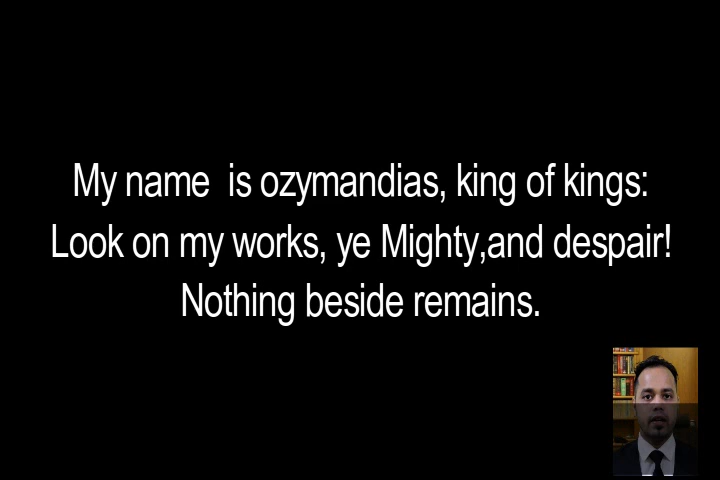 My name  is ozymandias, king of kings:
Look on my works, ye Mighty,and despair!
Nothing beside remains.